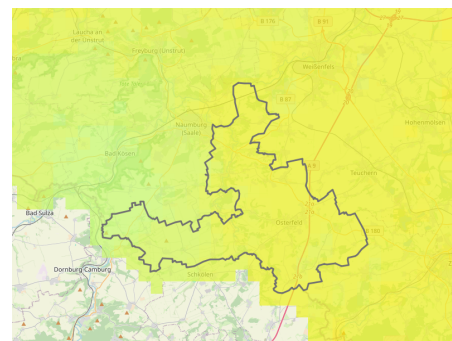 Laucha an
der Unstrut
B 176
B 91
Freyburg (Unstrut)
Weißenfels
B 87
Naumburg
(Saale)
Hohenmölsen
Bad Kösen
A 9
Teuchern
Bad Sulza
Osterfeld
B 180
Dornburg-Camburg
Schkölen